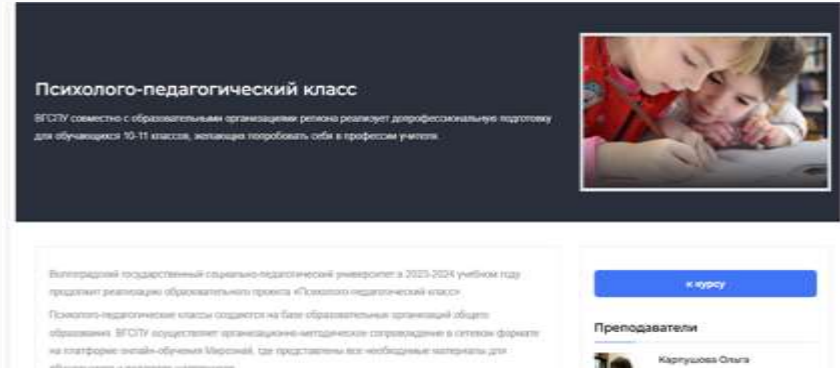 Психолого-педагогический класс
ВГСПУ совместно с образовательными организациями региона реализует допрофессиональную подготовку
для обучающихся 10-11 классов, желающих попробовать себя в профессии учителя.
Волгоградский государственный социально-педагогический университет в 2023-2024 учебном году
продолжит реализацию образовательного проекта «Психолого-педагогический класс»
Психолого-педагогические классы создаются на базе образовательных организаций общего
образования. ВГСПУ осуществляет организационно-методическое сопровождение в сетевом формате
на платформе онлайн-обучения Мирознай, где представлены все необходимые материалы для
к курсу
Преподаватели
Карпушова Ольга